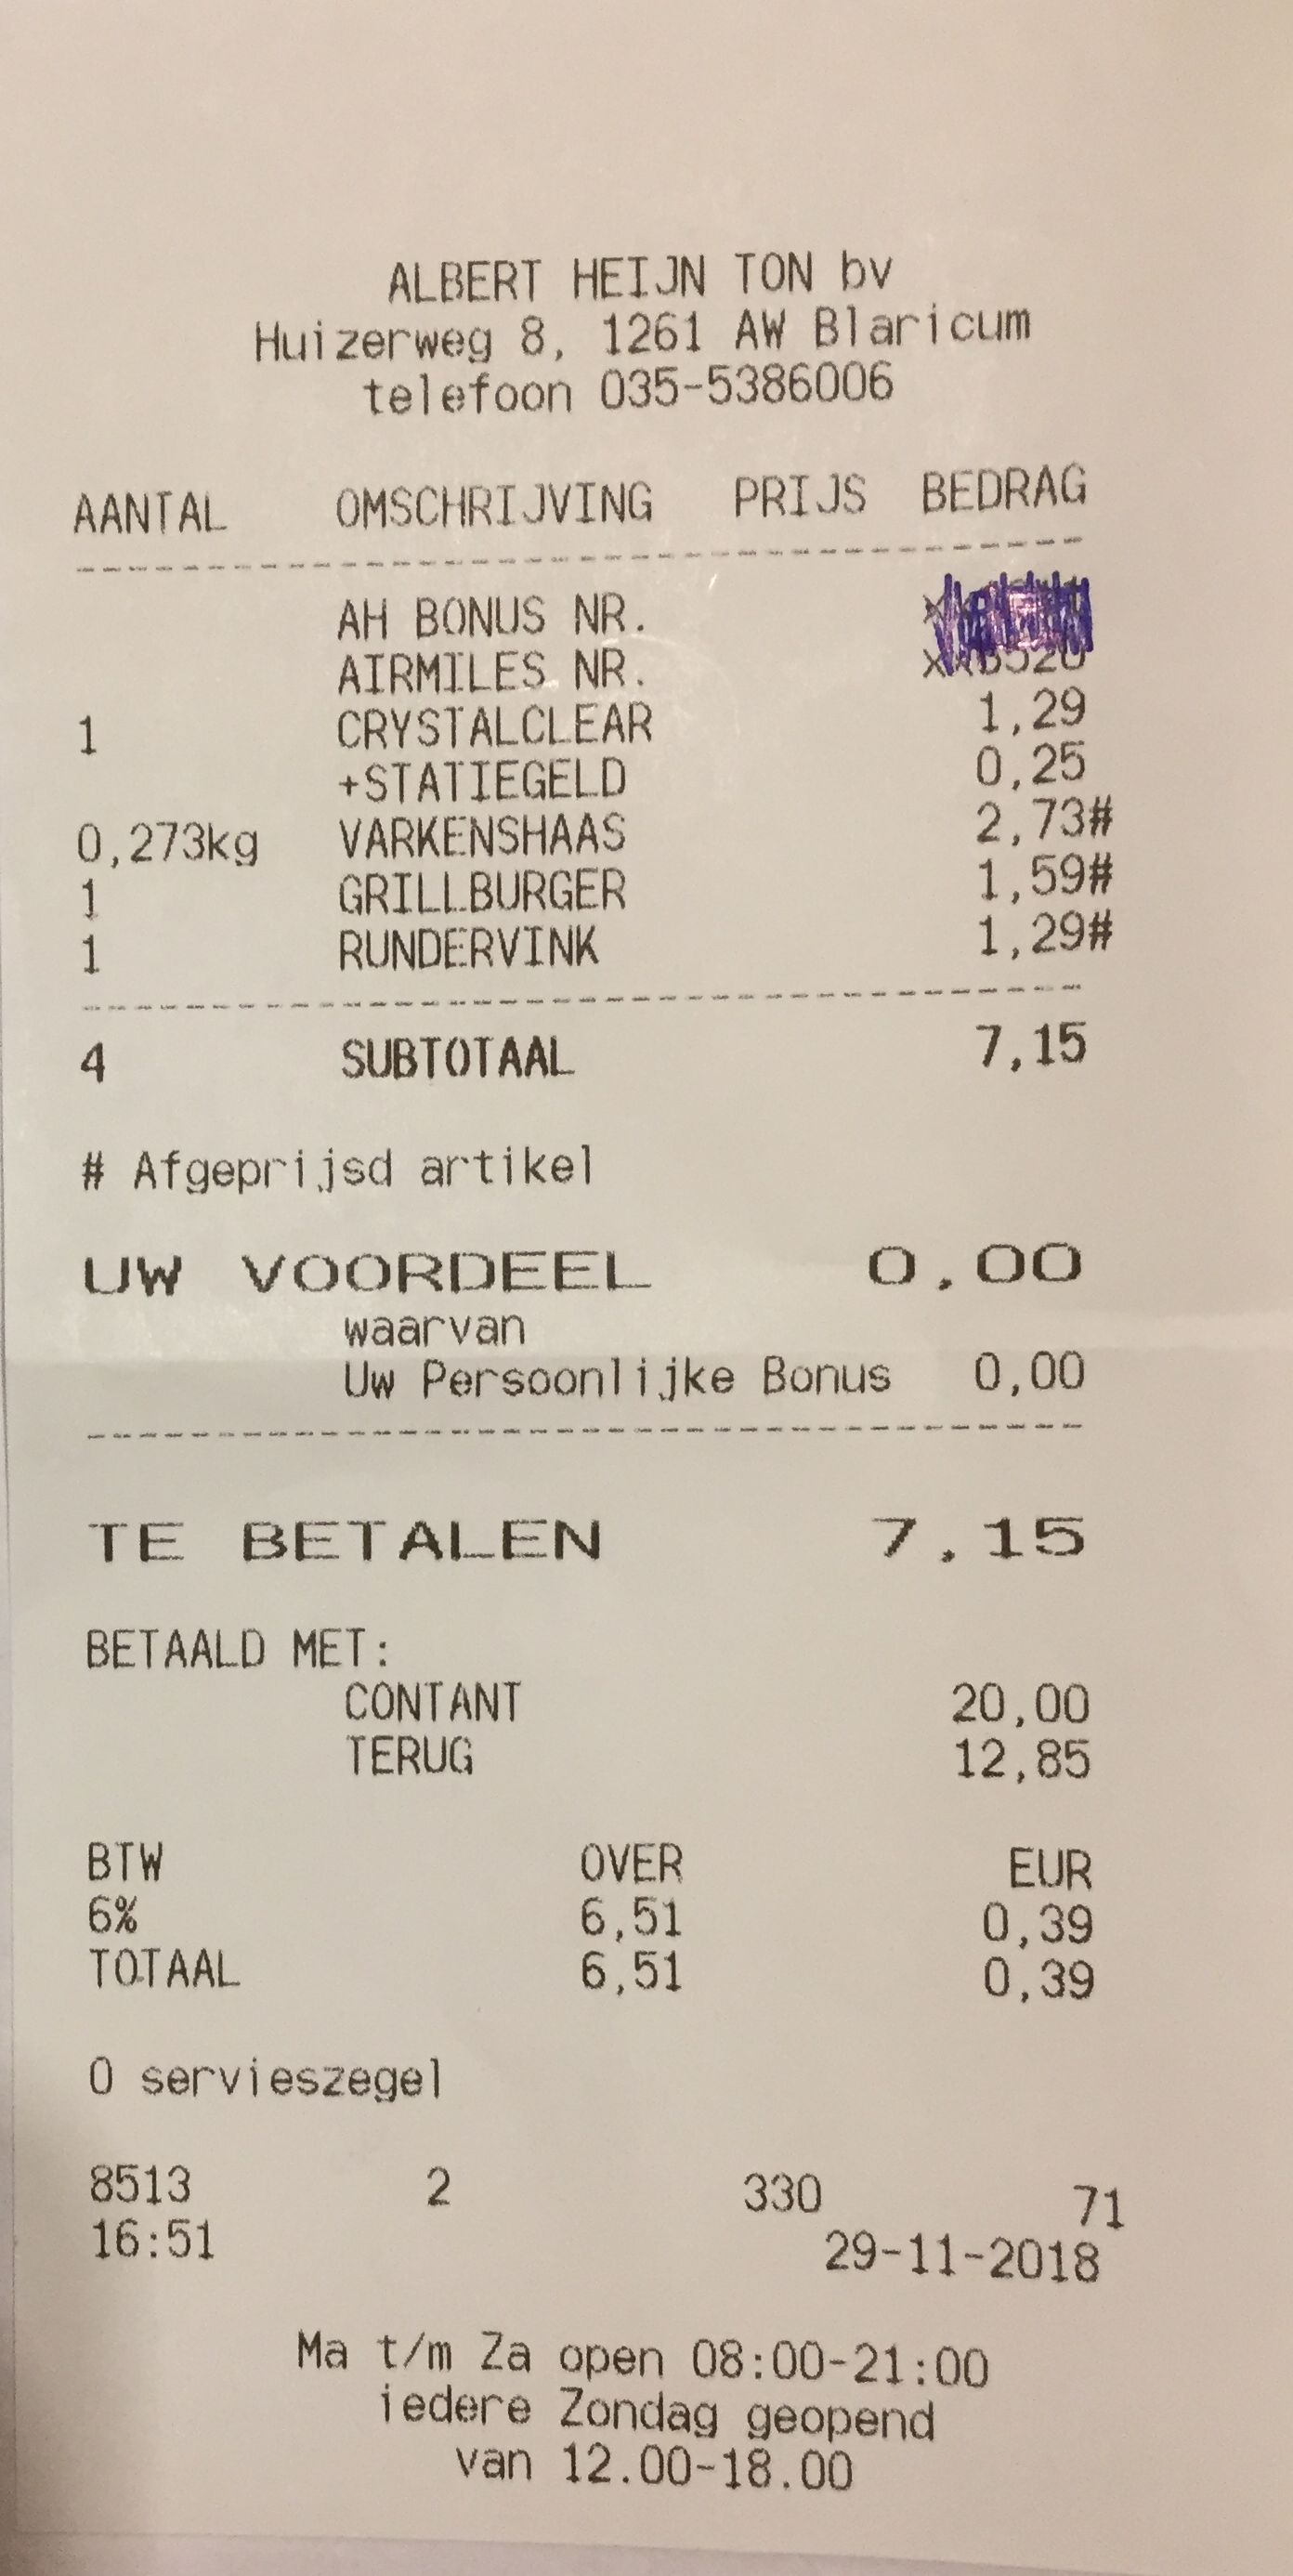 ALBERT HEIJN TON bv
Huizerweg 8, 1261 AW Blaricum
telefoon 035-5386006
AANTAL OMSCHRIJVING PRIJS BEDRAG
AH BONUS NR.
AIRMILES NR.
1 CRYSTALCLEAR 1,29
+STATIEGELD 0,25
0,273kg VARKENSHAAS 2,73#
1 GRILLBURGER 1,59#
1 RUNDERVINK 1,29#
4 SUBTOTAAL 7,15
# Afgeprijsd artikel
UW VOORDEEL 0.00
waarvan
Uw Persoonlijke Bonus 0,00
TE BETALEN 7.15
BETAALD MET:
CONTANT 20,00
TERUG 12,85
BTW OVER EUR
6% 6,51 0,39
TOTAAL 6,51 0,39
0 servieszegel
8513 2 330 71
16:51 29-11-2018
Ma t/m Za open 08:00-21:00
iedere Zondag geopend
van 12.00-18.00